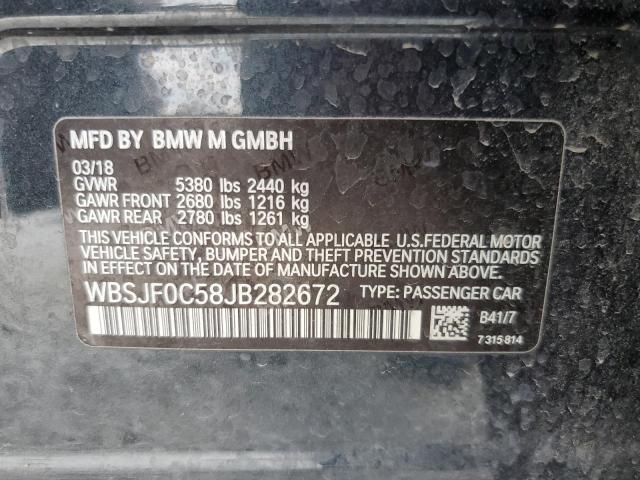 MFD BY BMW M GMBH
03/18
GVWR 5380 lbs 2440 kg
GAWR FRONT 2680 lbs 1216 kg
GAWR REAR 2780 lbs 1261 kg
THIS VEHICLE CONFORMS TO ALL APPLICABLE U.S.FEDERAL MOTOR
VEHICLE SAFETY, BUMPER AND THEFT PREVENTION STANDARDS
IN EFFECT ON THE DATE OF MANUFACTURE SHOWN ABOVE.
WBSJF0C58JB282672 TYPE: PASSENGER CAR
B41/7
7 315 814